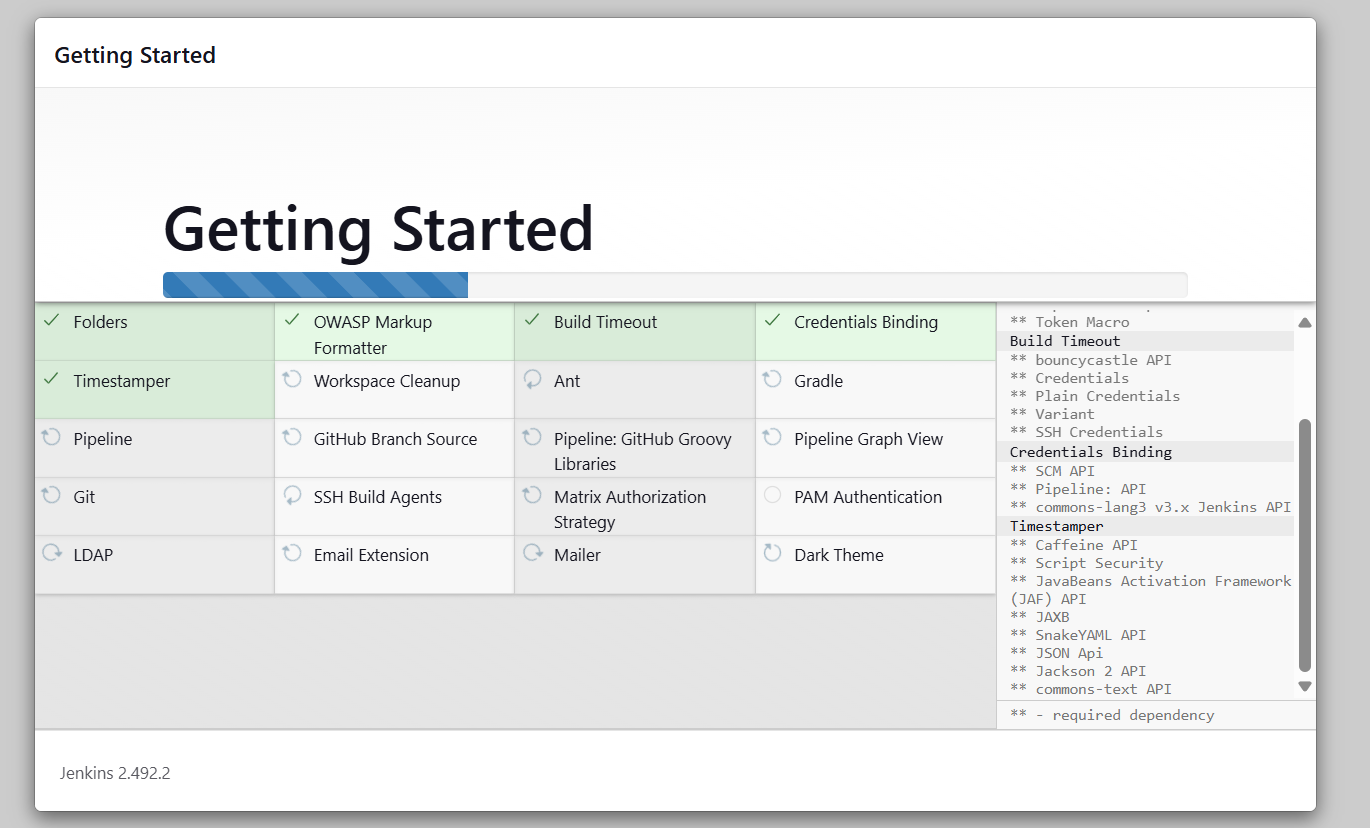 Getting Started
Getting Started
Folders
OWASP Markup
Formatter
Build Timeout
Credentials Binding
Timestamper
Workspace Cleanup
Ant
Gradle
Pipeline
GitHub Branch Source
Pipeline: GitHub Groovy
Libraries
Pipeline Graph View
Git
SSH Build Agents
Matrix Authorization
Strategy
PAM Authentication
LDAP
Email Extension
Mailer
Dark Theme
** Token Macro
Build Timeout
** bouncycastle API
** Credentials
** Plain Credentials
** Variant
** SSH Credentials
Credentials Binding
** SCM API
** Pipeline: API
** commons-lang3 v3.x Jenkins API
Timestamper
** Caffeine API
** Script Security
** JavaBeans Activation Framework
(JAF) API
** JAXB
** SnakeYAML API
** JSON Api
** Jackson 2 API
** commons-text API
** - required dependency
Jenkins 2.492.2